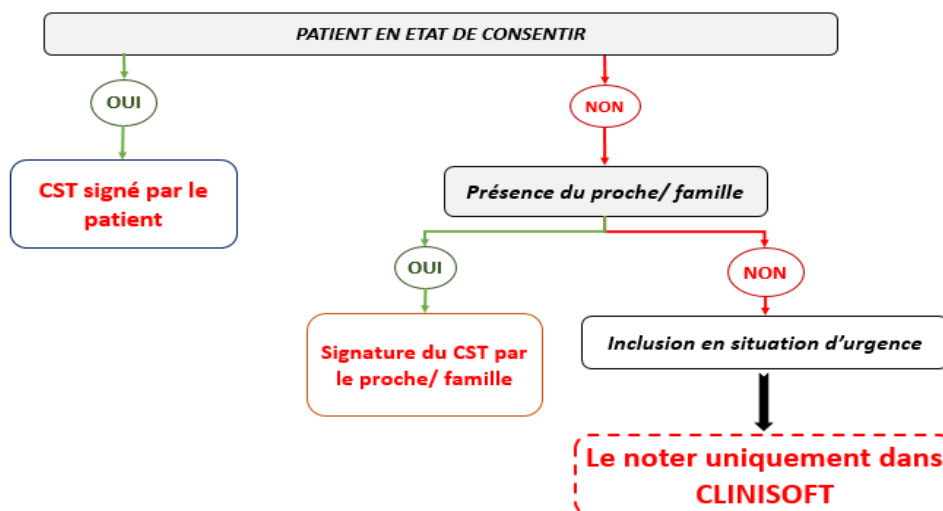 PATIENT EN ETAT DE CONSENTIR
OUI
NON
CST signé par le
patient
Présence du proche/ famille
OUI
NON
Signature du CST par
le proche/ famille
Inclusion en situation d’urgence
Le noter uniquement dans
CLINISOFT